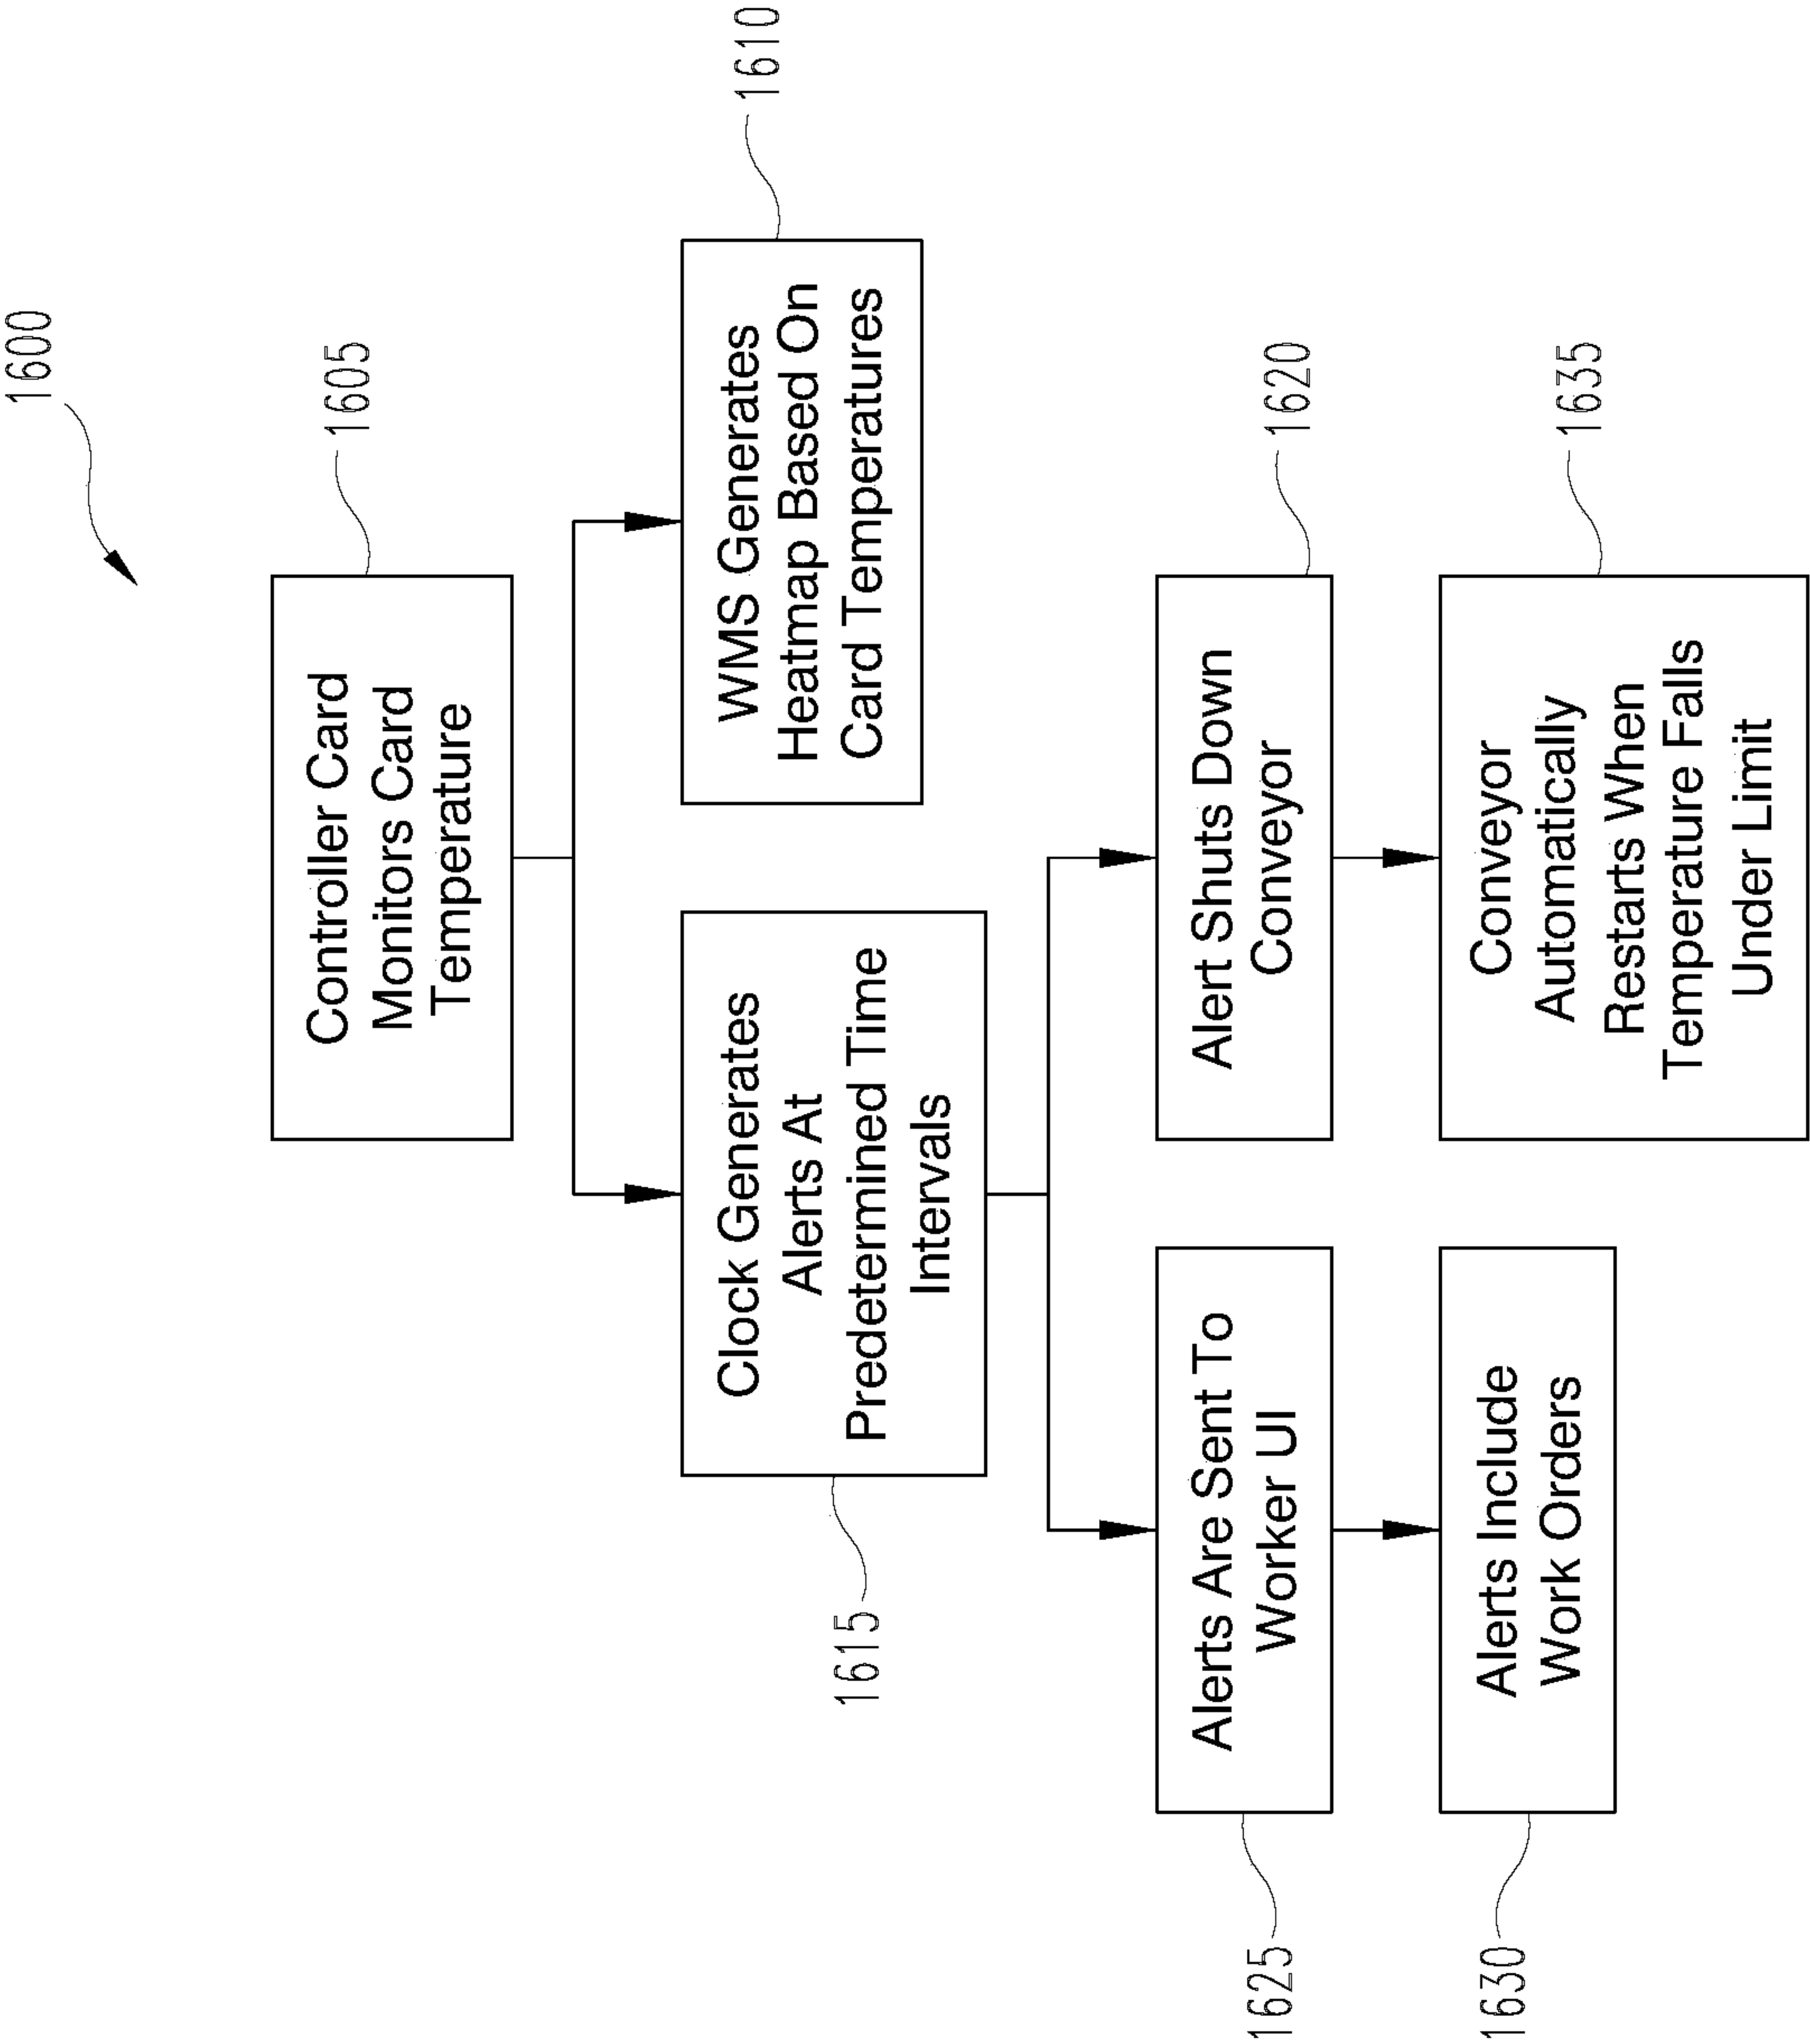 1600
Controller Card
Monitors Card
Temperature
1605
Clock Generates
Alerts At
Predetermined Time
Intervals
1615
WMS Generates
Heatmap Based On
Card Temperatures
1610
Alerts Are Sent To
Worker UI
1625
Alert Shuts Down
Conveyor
1620
Alerts Include
Work Orders
1630
Conveyor
Automatically
Restarts When
Temperature Falls
Under Limit
1635